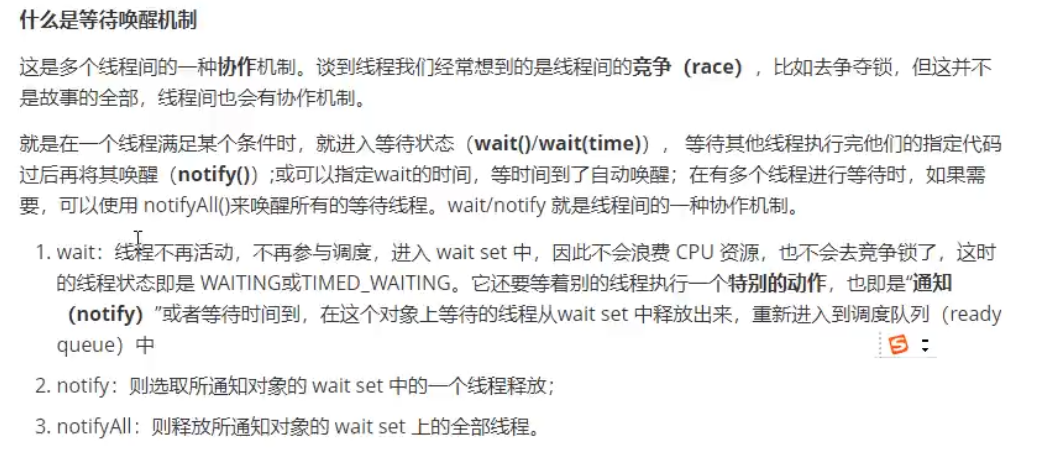 什么是等待唤醒机制
这是多个线程间的一种协作机制。谈到线程我们经常想到的是线程间的竞争（race），比如去争夺锁，但这并不
是故事的全部，线程间也会有协作机制。
就是在一个线程满足某个条件时，就进入等待状态（wait()/wait(time)）， 等待其他线程执行完他们的指定代码
过后再将其唤醒（notify()）;或可以指定wait的时间，等时间到了自动唤醒；在有多个线程进行等待时，如果需
要，可以使用 notifyAll()来唤醒所有的等待线程。wait/notify 就是线程间的一种协作机制。
1. wait：线程不再活动，不再参与调度，进入 wait set 中，因此不会浪费 CPU 资源，也不会去竞争锁了，这时
的线程状态即是 WAITING或TIMED_WAITING。它还要等着别的线程执行一个特别的动作，也即是“通知
（notify）”或者等待时间到，在这个对象上等待的线程从wait set 中释放出来，重新进入到调度队列（ready
queue）中
2. notify：则选取所通知对象的 wait set 中的一个线程释放；
3. notifyAll：则释放所通知对象的 wait set 上的全部线程。